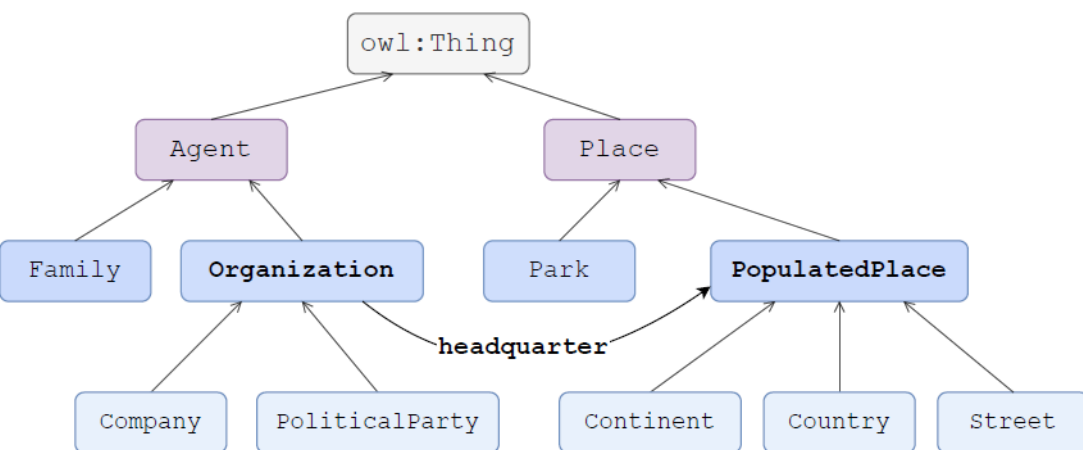 owl:Thing
Agent
Place
Family
Organization
Park
PopulatedPlace
headquarter
Company
PoliticalParty
Continent
Country
Street